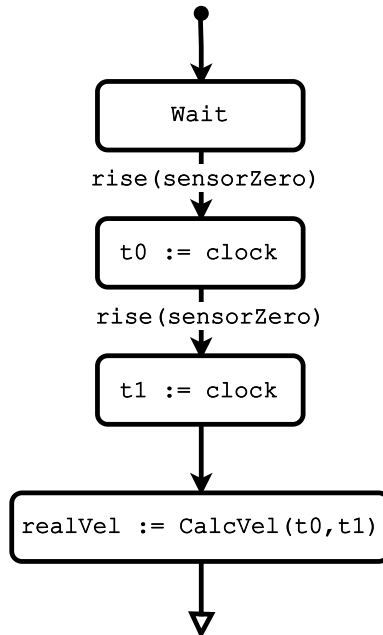 Wait
rise(sensorZero)
t0 := clock
rise(sensorZero)
t1 := clock
realVel := CalcVel(t0,t1)